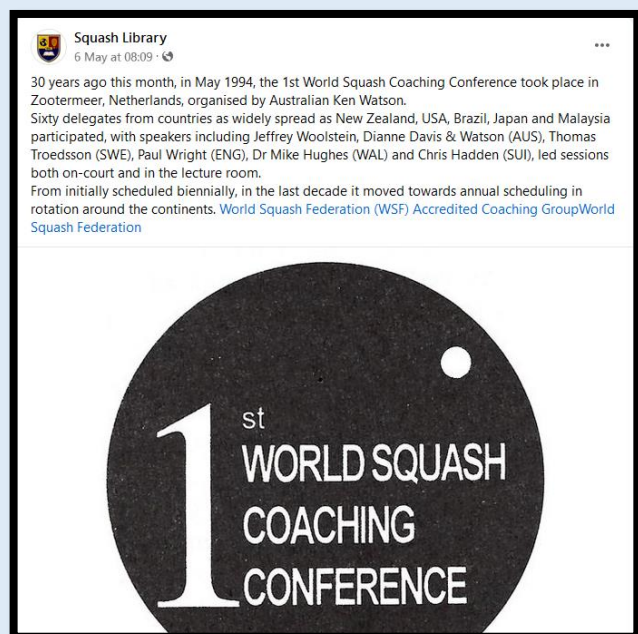 Squash Library
6 May at 08:09 ·
30 years ago this month, in May 1994, the 1st World Squash Coaching Conference took place in
Zootermeer, Netherlands, organised by Australian Ken Watson.
Sixty delegates from countries as widely spread as New Zealand, USA, Brazil, Japan and Malaysia
participated, with speakers including Jeffrey Woolstein, Dianne Davis & Watson (AUS), Thomas
Troedsson (SWE), Paul Wright (ENG), Dr Mike Hughes (WAL) and Chris Hadden (SUI), led sessions
both on-court and in the lecture room.
From initially scheduled biennially, in the last decade it moved towards annual scheduling in
rotation around the continents. World Squash Federation (WSF) Accredited Coaching GroupWorld
Squash Federation
1st
WORLD SQUASH
COACHING
CONFERENCE